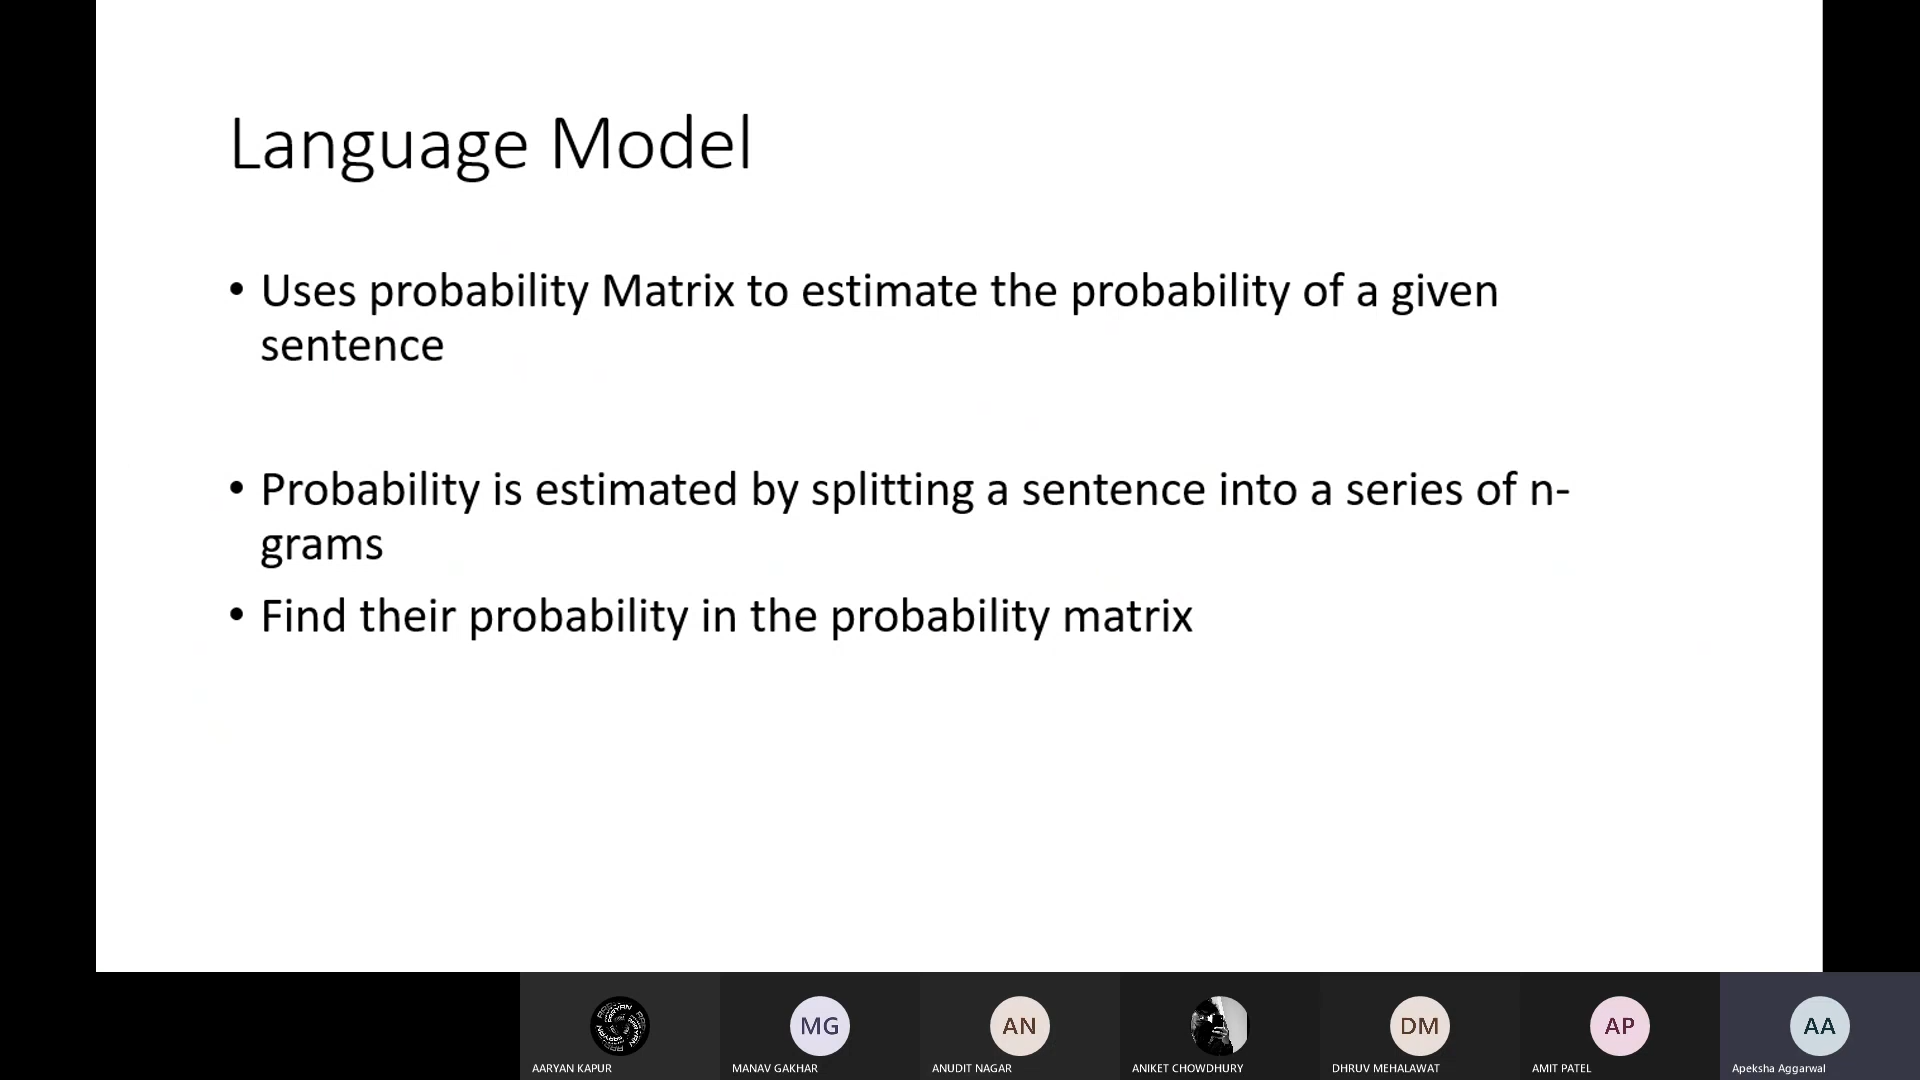 Language Model
• Uses probability Matrix to estimate the probability of a given
sentence
• Probability is estimated by splitting a sentence into a series of n-
grams
• Find their probability in the probability matrix
MG
AN
DM
AP
AA
AARYAN KAPUR
MANAV GAKHAR
ANUDIT NAGAR
ANIKET CHOWDHURY
DHRUV MEHALAWAT
AMIT PATEL
Apeksha Aggarwal